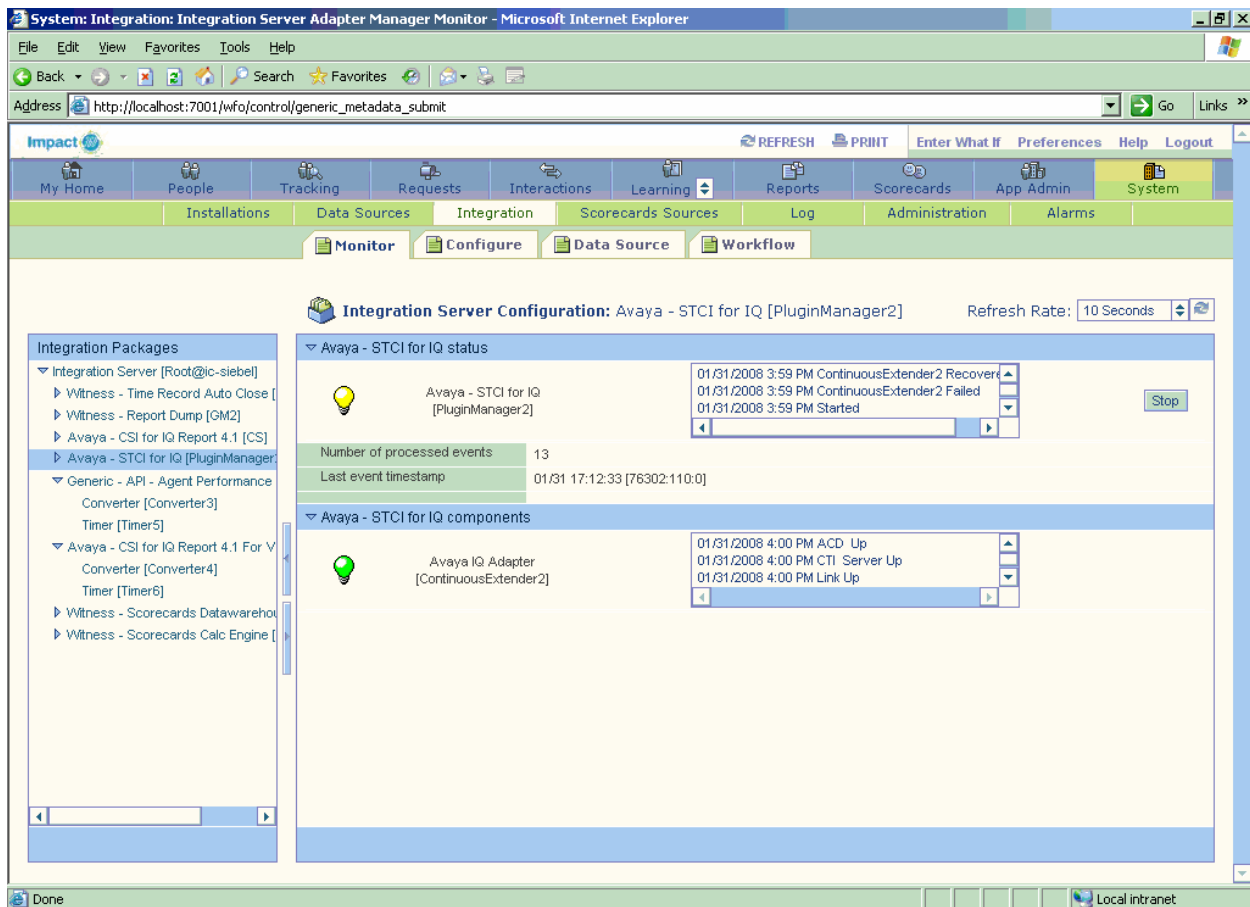 System: Integration: Integration Server Adapter Manager Monitor - Microsoft Internet Explorer
File Edit View Favorites Tools Help
Back Search Favorites
Address http://localhost:7001/wfo/control/generic_metadata_submit Go Links »
Impact REFRESH PRINT Enter What If Preferences Help Logout
My Home People Tracking Requests Interactions Learning Reports Scorecards App Admin System
Installations Data Sources Integration Scorecards Sources Log Administration Alarms
Monitor Configure Data Source Workflow
Integration Server Configuration: Avaya - STCI for IQ [PluginManager2] Refresh Rate: 10 Seconds
Integration Packages
Integration Server [Root@ic-siebel]
Witness - Time Record Auto Close [
Witness - Report Dump [GM2]
Avaya - CSI for IQ Report 4.1 [CS]
Avaya - STCI for IQ [PluginManager
Generic - API - Agent Performance
Converter [Converter3]
Timer [Timer5]
Avaya - CSI for IQ Report 4.1 For V
Converter [Converter4]
Timer [Timer6]
Witness - Scorecards Datawarehou
Witness - Scorecards Calc Engine [
Avaya - STCI for IQ status
Avaya - STCI for IQ
[PluginManager2]
01/31/2008 3:59 PM ContinuousExtender2 Recovere
01/31/2008 3:59 PM ContinuousExtender2 Failed
01/31/2008 3:59 PM Started
Stop
Number of processed events 13
Last event timestamp 01/31 17:12:33 [76302:110:0]
Avaya - STCI for IQ components
Avaya IQ Adapter
[ContinuousExtender2]
01/31/2008 4:00 PM ACD Up
01/31/2008 4:00 PM CTI Server Up
01/31/2008 4:00 PM Link Up
Done Local intranet